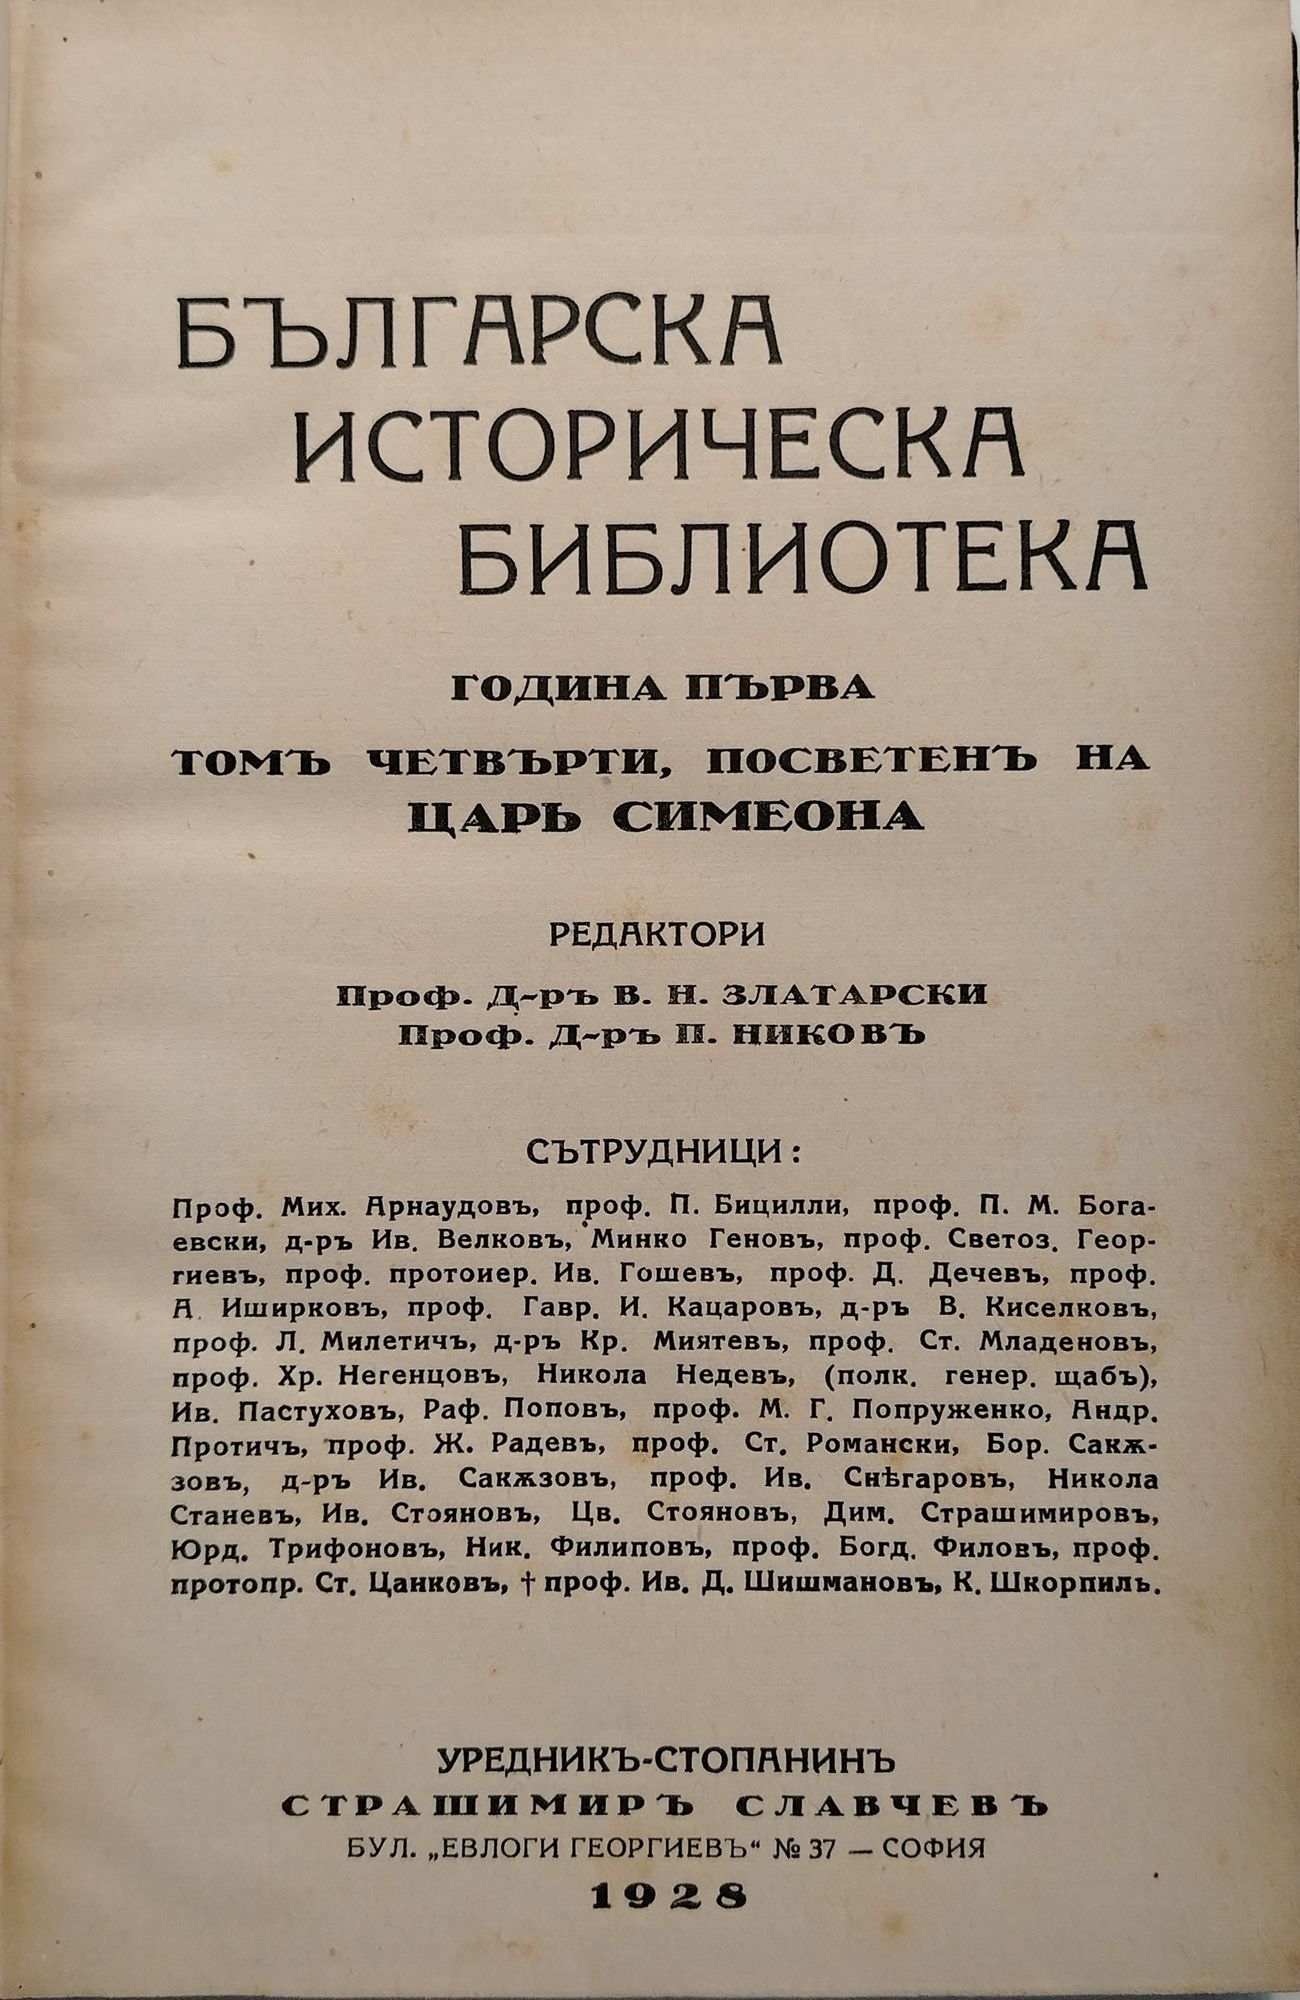 БЪЛГАРСКА
ИСТОРИЧЕСКА
БИБЛИОТЕКА
ГОДИНА ПЪРВА
ТОМЪ ЧЕТВЪРТИ, ПОСВЕТЕНЪ НА
ЦАРЬ СИМЕОНА
РЕДАКТОРИ
Проф. Д-ръ В. Н. ЗЛАТАРСКИ
Проф. Д-ръ П. НИКОВЪ
СЪТРУДНИЦИ:
Проф. Мих. Арнаудовъ, проф. П. Бицилли, проф. П. М. Бога-
евски, д-ръ Ив. Велковъ, Минко Геновъ, проф. Светоз. Геор-
гиевъ, проф. протоиер. Ив. Гошевъ, проф. Д. Дечевъ, проф.
А. Иширковъ, проф. Гавр. И. Кацаровъ, д-ръ В. Киселковъ,
проф. Л. Милетичъ, д-ръ Кр. Миятевъ, проф. Ст. Младеновъ,
проф. Хр. Негенцовъ, Никола Недевъ, (полк. генер. щабъ),
Ив. Пастуховъ, Раф. Поповъ, проф. М. Г. Попруженко, Андр.
Протичъ, проф. Ж. Радевъ, проф. Ст. Романски, Бор. Сакѫ-
зовъ, д-ръ Ив. Сакѫзовъ, проф. Ив. Снѣгаровъ, Никола
Станевъ, Ив. Стояновъ, Цв. Стояновъ, Дим. Страшимировъ,
Юрд. Трифоновъ, Ник. Филиповъ, проф. Богд. Филовъ, проф.
протопр. Ст. Цанковъ, † проф. Ив. Д. Шишмановъ, К. Шкорпиль.
УРЕДНИКЪ-СТОПАНИНЪ
СТРАШИМИРЪ СЛАВЧЕВЪ
БУЛ. „ЕВЛОГИ ГЕОРГИЕВЪ“ № 37 — СОФИЯ
1928